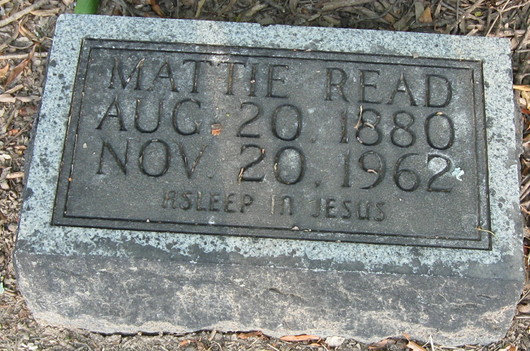 MATTIE READ
AUG. 20. 1880
NOV. 20, 1962
ASLEEP IN JESUS